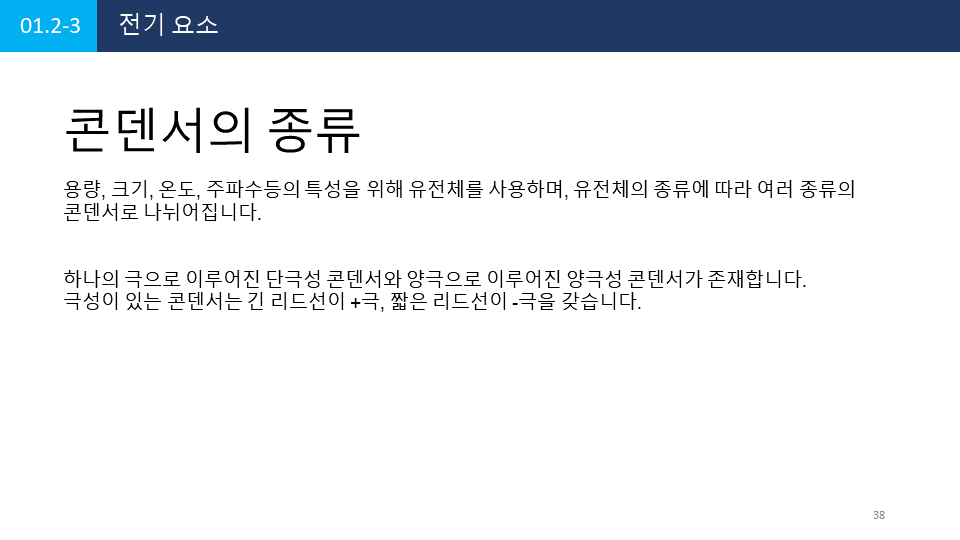 01.2-3
전기 요소
콘덴서의 종류
용량, 크기, 온도, 주파수등의 특성을 위해 유전체를 사용하며, 유전체의 종류에 따라 여러 종류의
콘덴서로 나뉘어집니다.
하나의 극으로 이루어진 단극성 콘덴서와 양극으로 이루어진 양극성 콘덴서가 존재합니다.
극성이 있는 콘덴서는 긴 리드선이 +극, 짧은 리드선이 -극을 갖습니다.
38